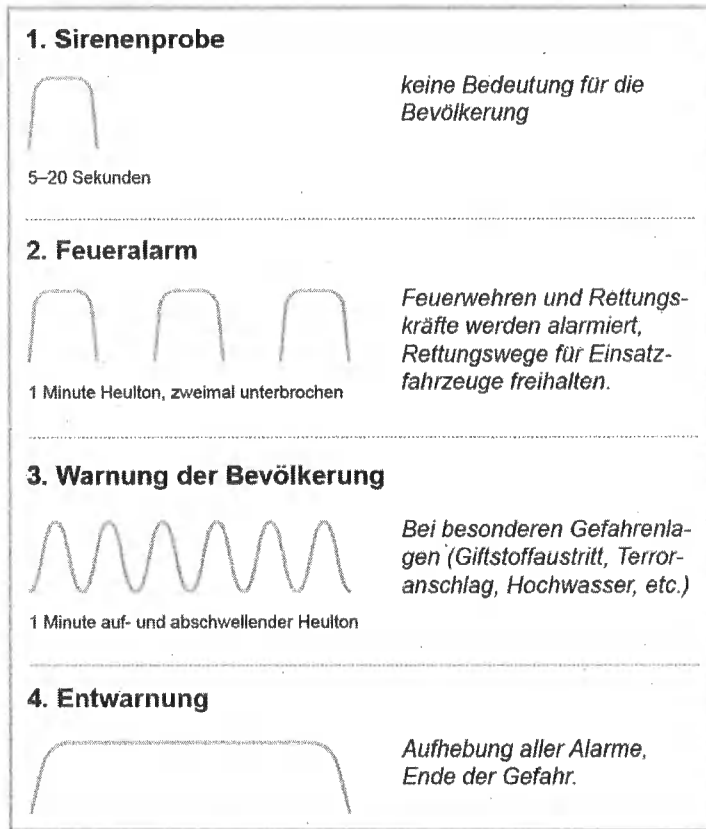 1. Sirenenprobe
keine Bedeutung für die
Bevölkerung
5–20 Sekunden
2. Feueralarm
Feuerwehren und Rettungs-
kräfte werden alarmiert,
Rettungswege für Einsatz-
fahrzeuge freihalten.
1 Minute Heulton, zweimal unterbrochen
3. Warnung der Bevölkerung
Bei besonderen Gefahrenla-
gen (Giftstoffaustritt, Terror-
anschlag, Hochwasser, etc.)
1 Minute auf- und abschwellender Heulton
4. Entwarnung
Aufhebung aller Alarme,
Ende der Gefahr.